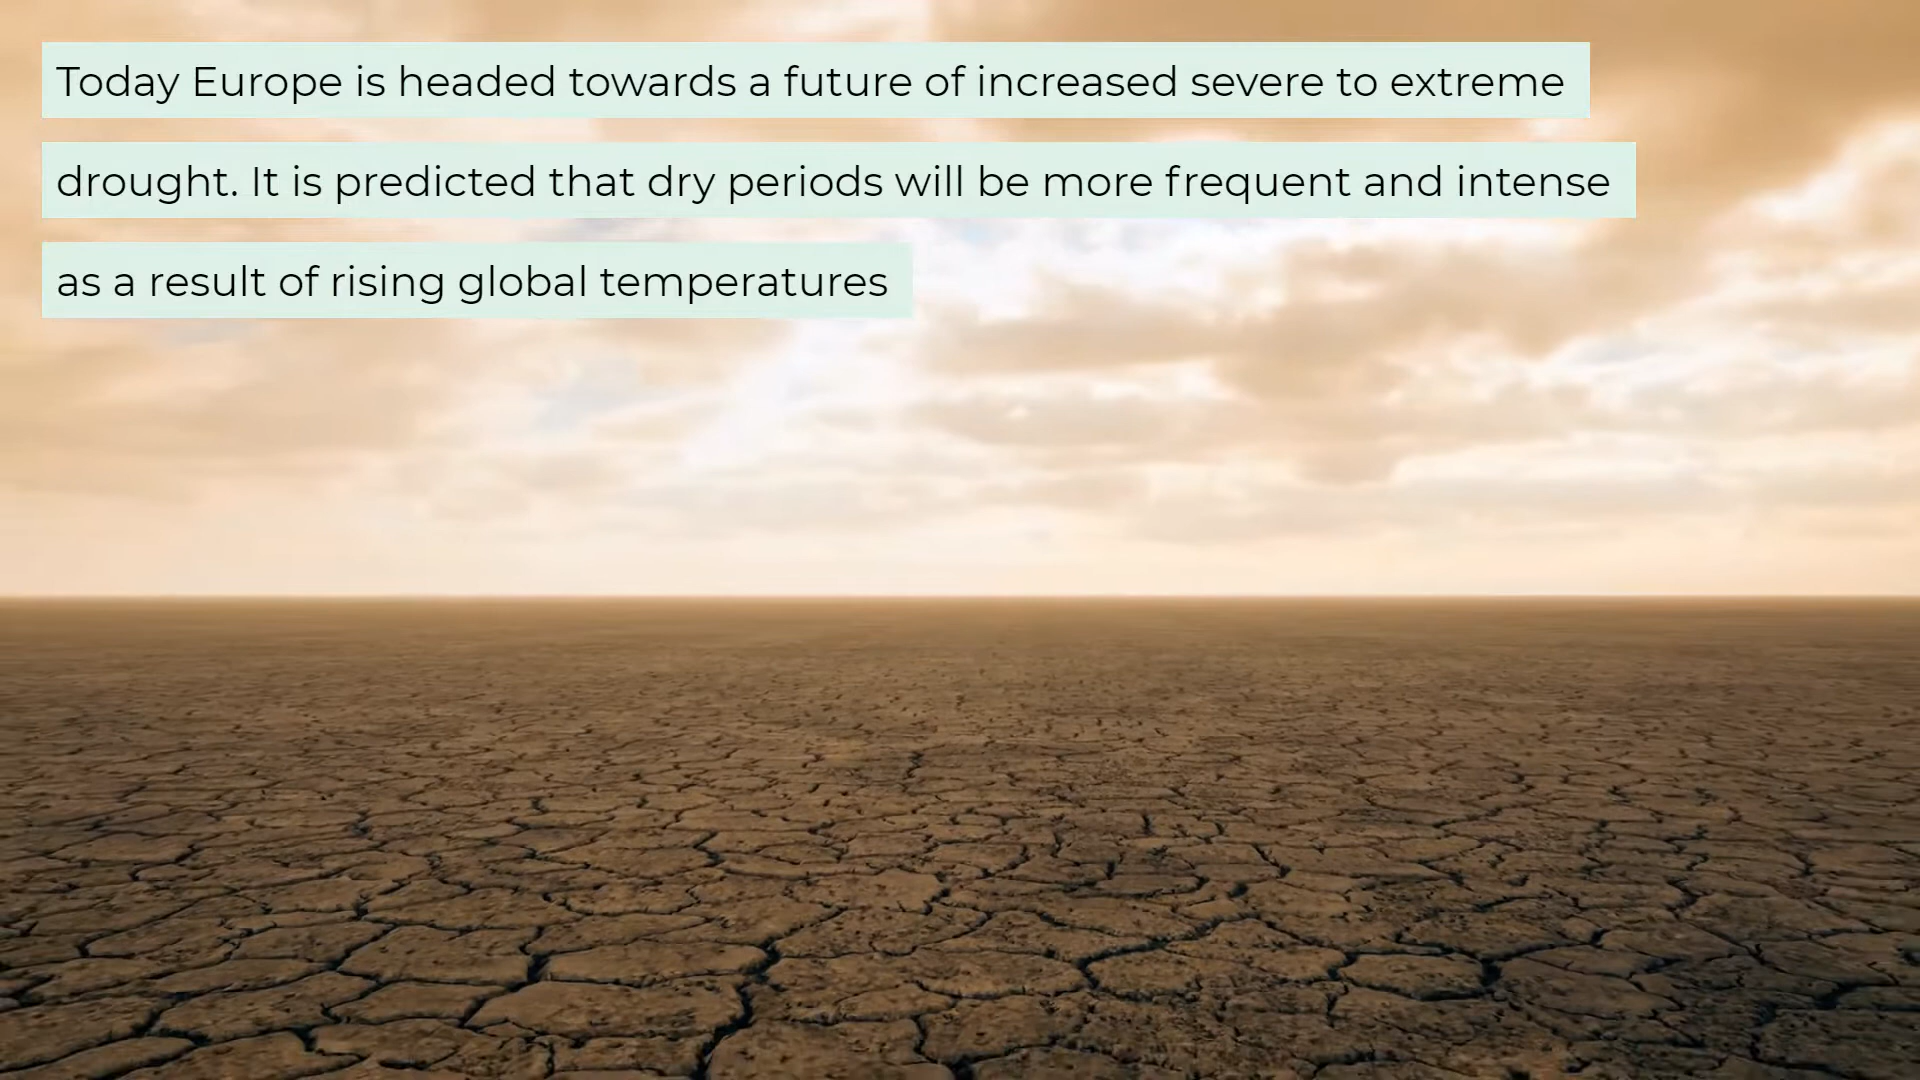 Today Europe is headed towards a future of increased severe to extreme
drought. It is predicted that dry periods will be more frequent and intense
as a result of rising global temperatures